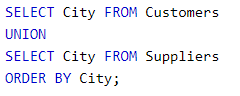 SELECT City FROM Customers
UNION
SELECT City FROM Suppliers
ORDER BY City;